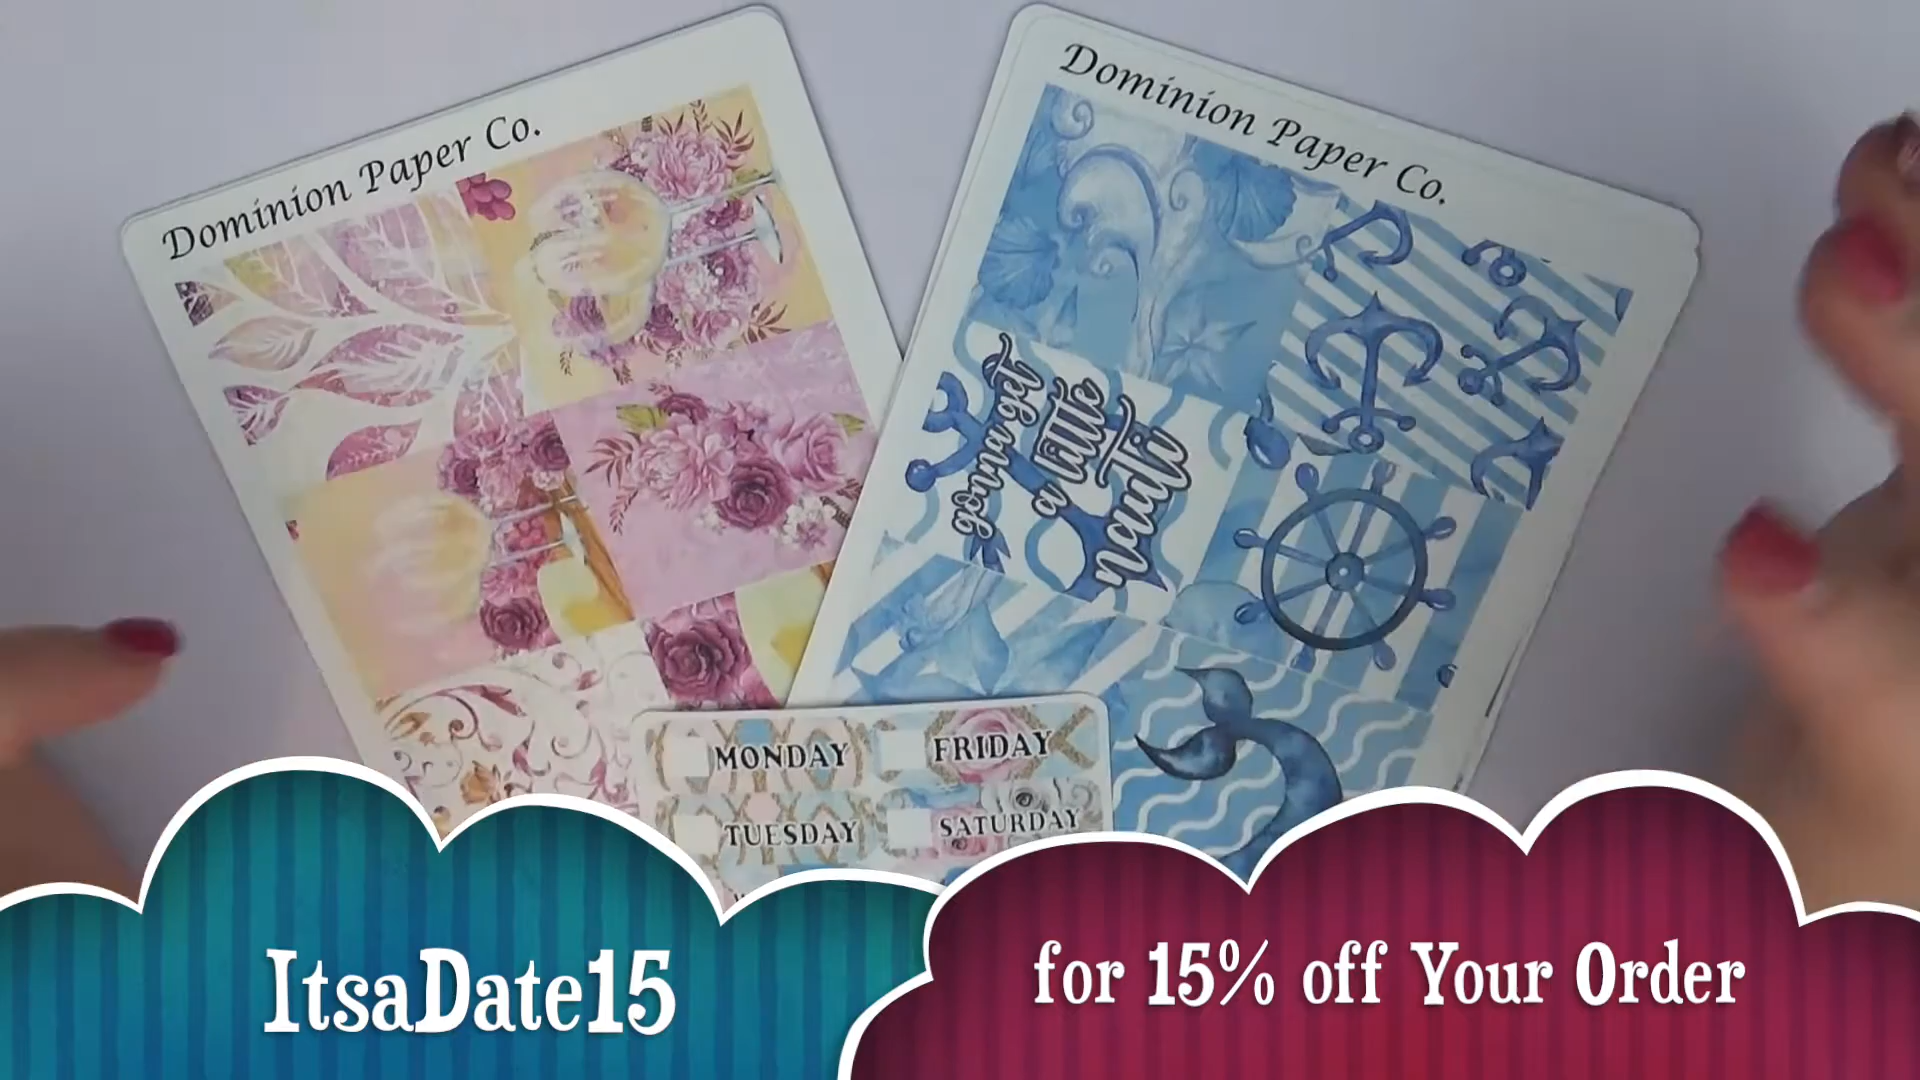 Dominion Paper Co.
Dominion Paper Co.
gonna get
a little
nauti
MONDAY
FRIDAY
TUESDAY
SATURDAY
ItsaDate15
for 15% off Your Order